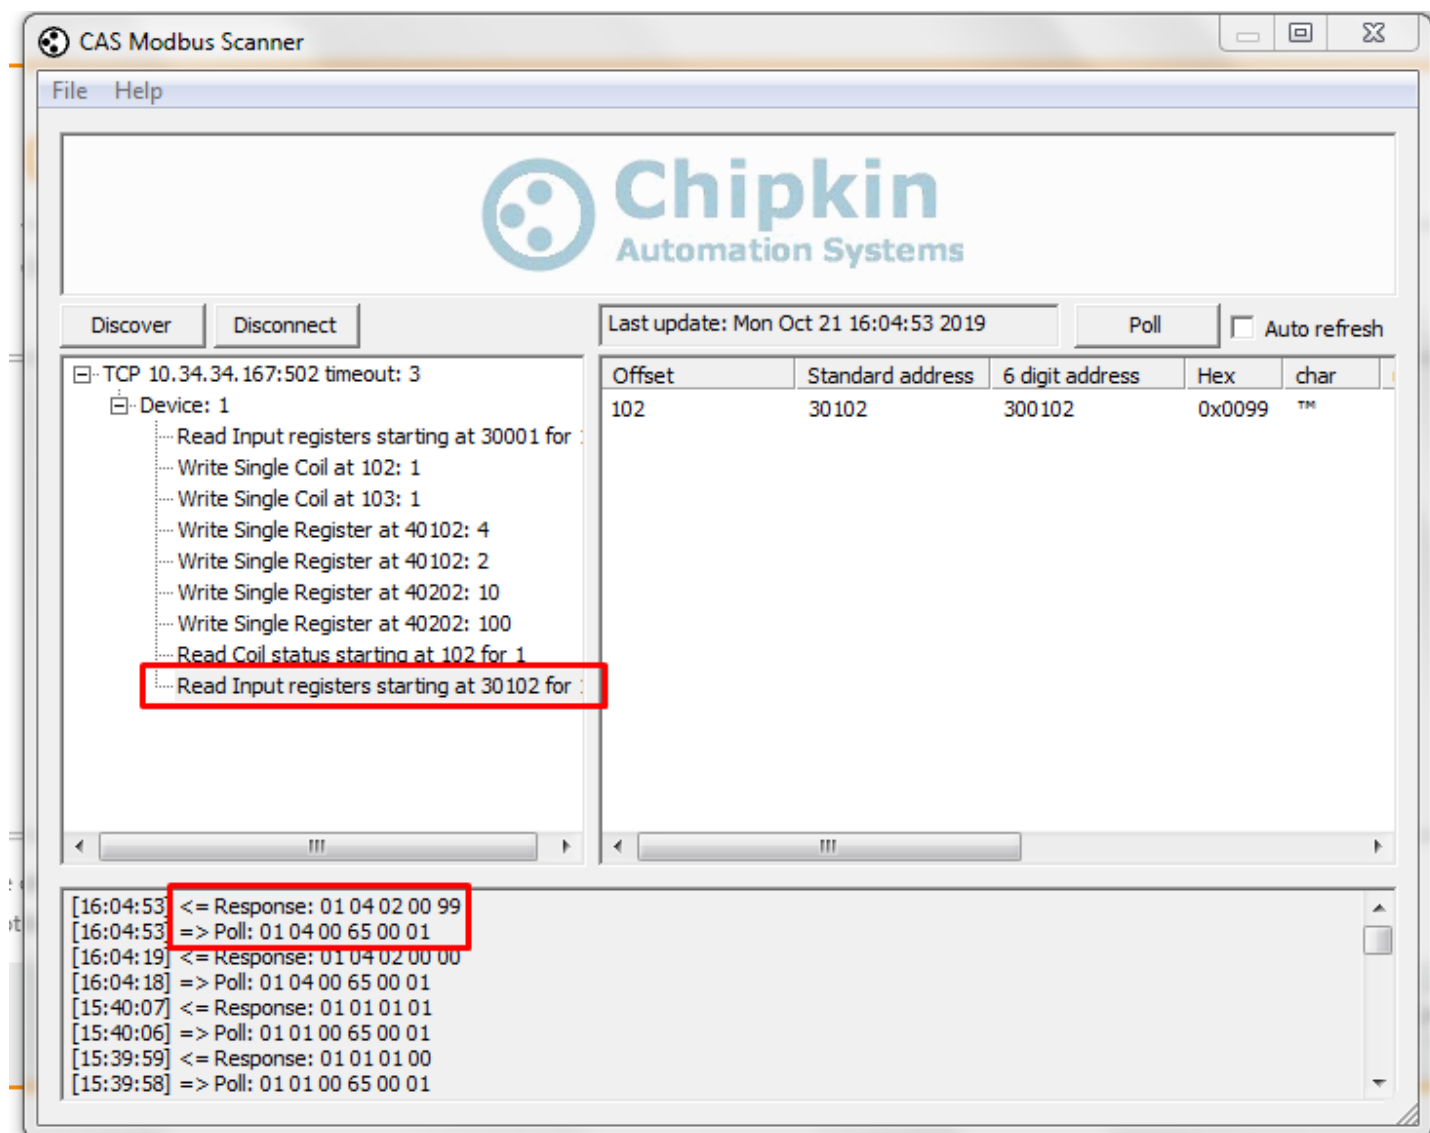 CAS Modbus Scanner
File Help
Chipkin
Automation Systems
Discover Disconnect Last update: Mon Oct 21 16:04:53 2019 Poll Auto refresh
TCP 10.34.34.167:502 timeout: 3
Device: 1
Read Input registers starting at 30001 for
Write Single Coil at 102: 1
Write Single Coil at 103: 1
Write Single Register at 40102: 4
Write Single Register at 40102: 2
Write Single Register at 40202: 10
Write Single Register at 40202: 100
Read Coil status starting at 102 for 1
Read Input registers starting at 30102 for
Offset Standard address 6 digit address Hex char
102 30102 300102 0x0099 ™
[16:04:53] <= Response: 01 04 02 00 99
[16:04:53] => Poll: 01 04 00 65 00 01
[16:04:19] <= Response: 01 04 02 00 00
[16:04:18] => Poll: 01 04 00 65 00 01
[15:40:07] <= Response: 01 01 01 01
[15:40:06] => Poll: 01 01 00 65 00 01
[15:39:59] <= Response: 01 01 01 00
[15:39:58] => Poll: 01 01 00 65 00 01